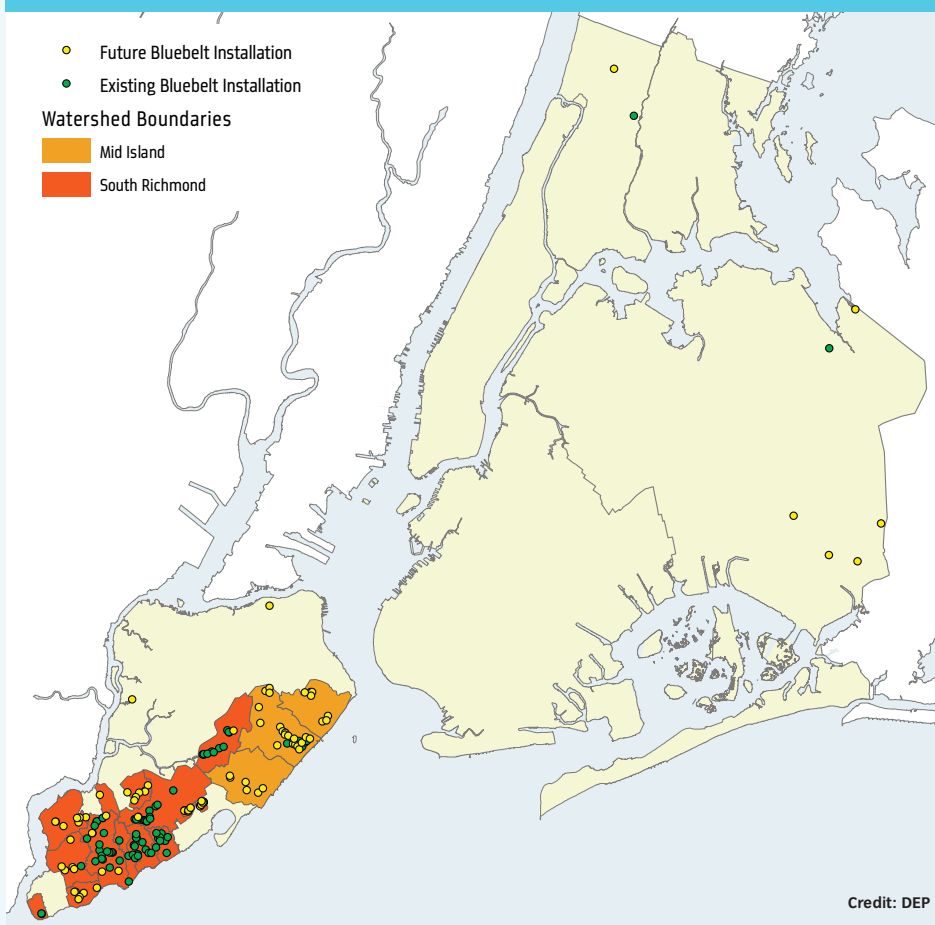 Future Bluebelt Installation
Existing Bluebelt Installation
Watershed Boundaries
Mid Island
South Richmond
Credit: DEP